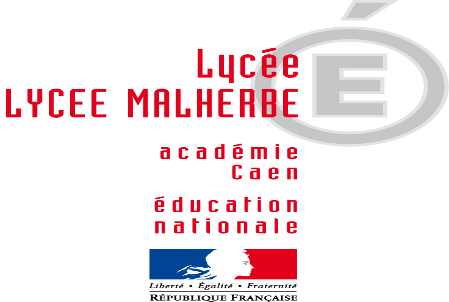 Lycée
LYCEE MALHERBE
É
académie
Caen
éducation
nationale
Liberté • Égalité • Fraternité
RÉPUBLIQUE FRANÇAISE